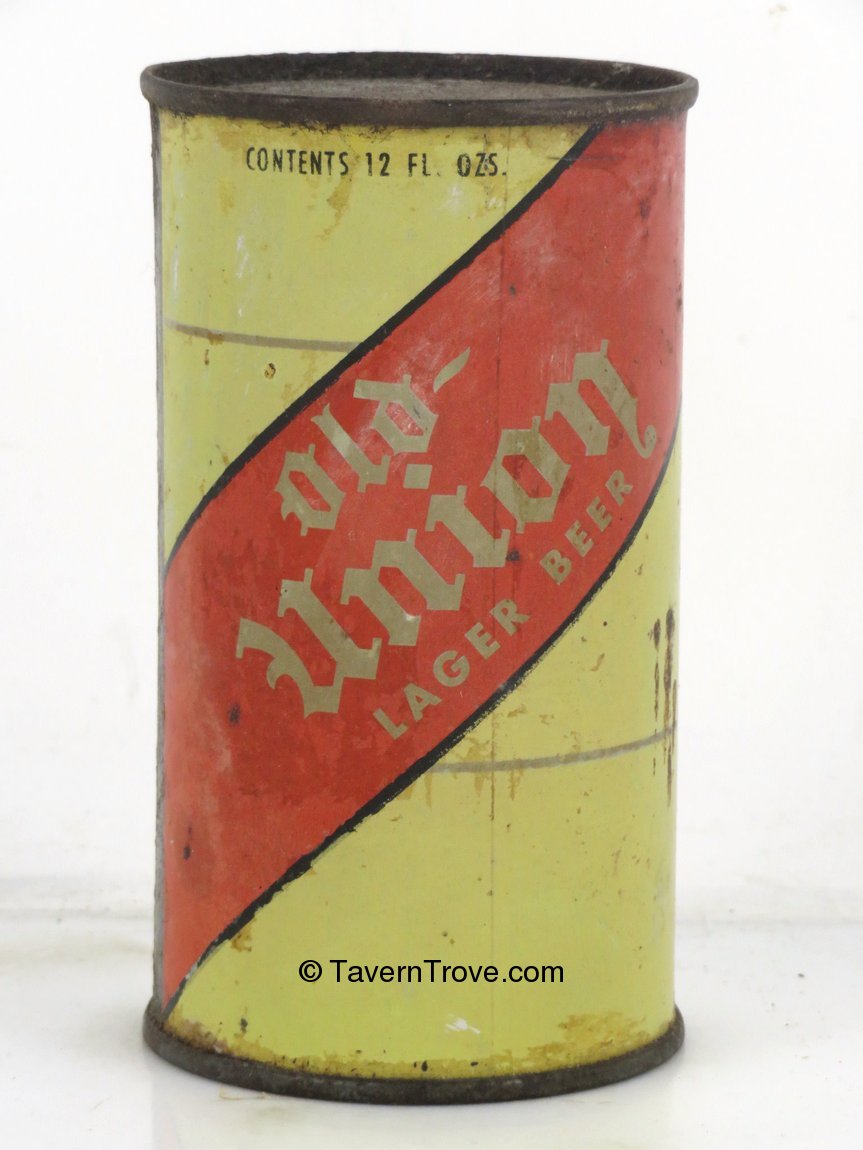 CONTENTS 12 FL. OZS.
Old
Union
LAGER BEER
© TavernTrove.com